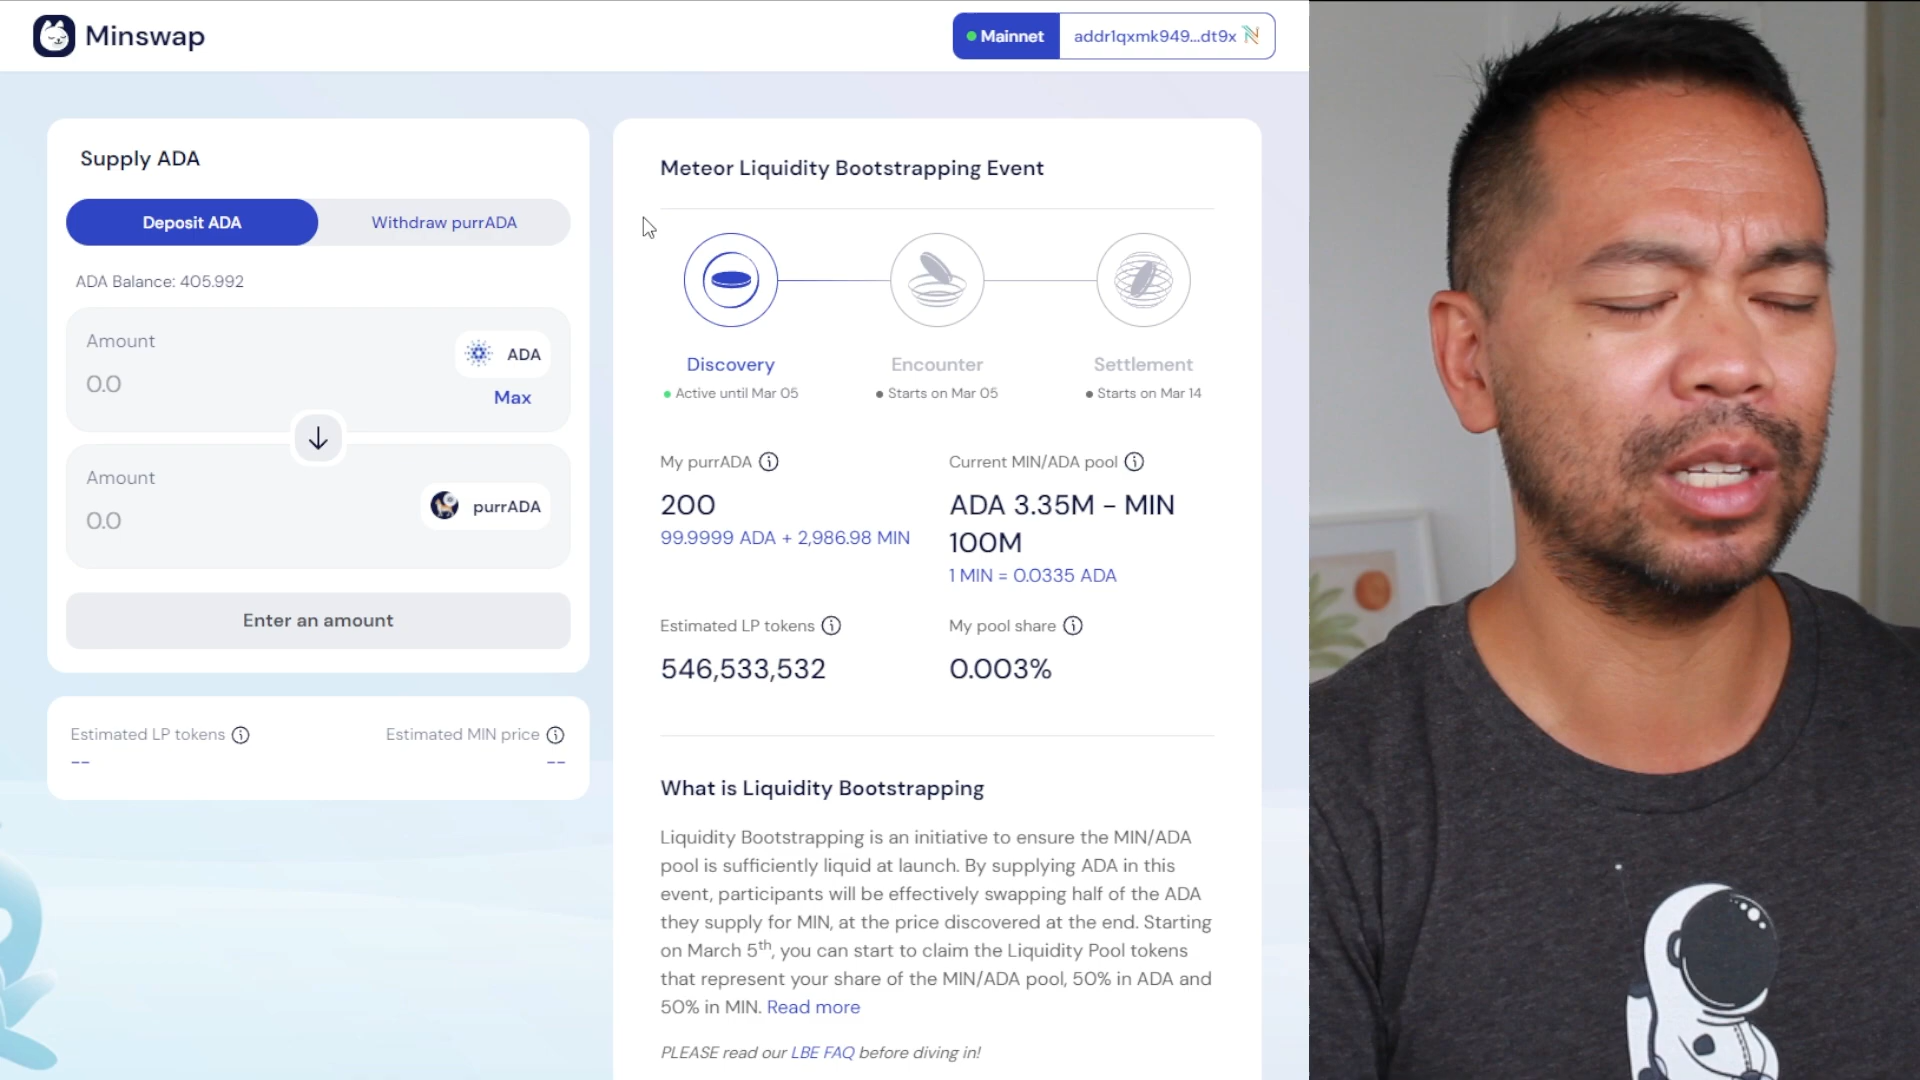 Minswap
Mainnet
addr1qxmk949...dt9x
Supply ADA
Deposit ADA
Withdraw purrADA
ADA Balance: 405.992
Amount
0.0
ADA
Max
Amount
0.0
purrADA
Enter an amount
Estimated LP tokens
--
Estimated MIN price
--
Meteor Liquidity Bootstrapping Event
Discovery
Active until Mar 05
Encounter
Starts on Mar 05
Settlement
Starts on Mar 14
My purrADA
200
99.9999 ADA + 2,986.98 MIN
Current MIN/ADA pool
ADA 3.35M - MIN
100M
1 MIN = 0.0335 ADA
Estimated LP tokens
546,533,532
My pool share
0.003%
What is Liquidity Bootstrapping
Liquidity Bootstrapping is an initiative to ensure the MIN/ADA
pool is sufficiently liquid at launch. By supplying ADA in this
event, participants will be effectively swapping half of the ADA
they supply for MIN, at the price discovered at the end. Starting
on March 5th, you can start to claim the Liquidity Pool tokens
that represent your share of the MIN/ADA pool, 50% in ADA and
50% in MIN. Read more
PLEASE read our LBE FAQ before diving in!